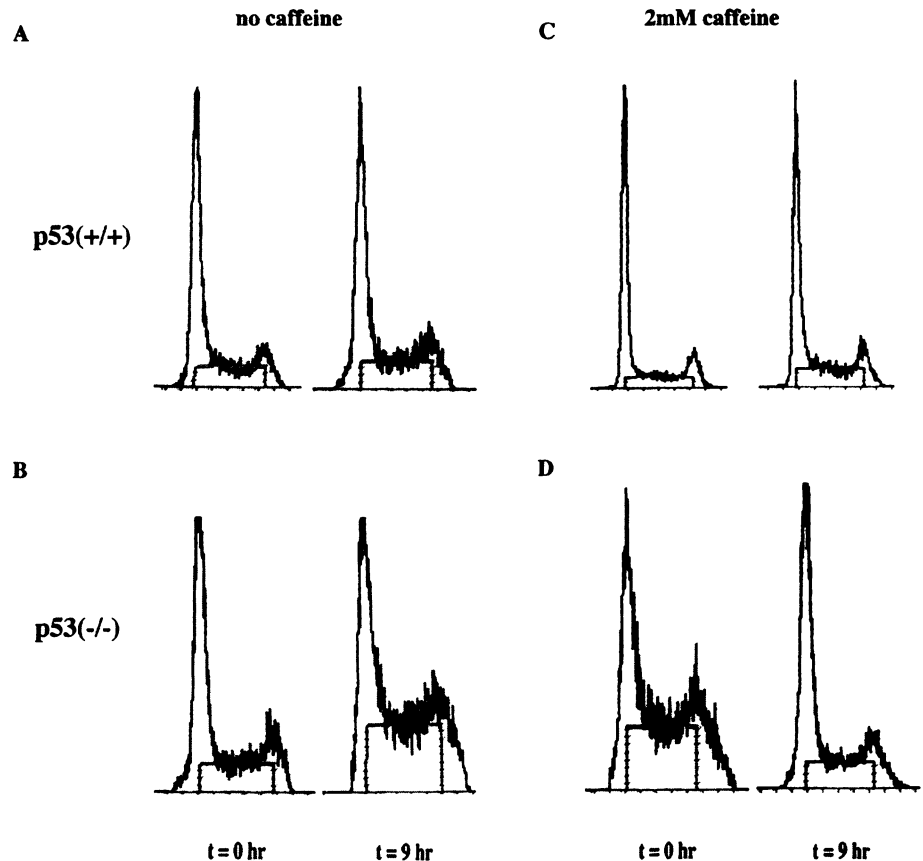 no caffeine
2mM caffeine
A
C
p53(+/+)
B
D
p53(-/-)
t = 0 hr
t = 9 hr
t = 0 hr
t = 9 hr